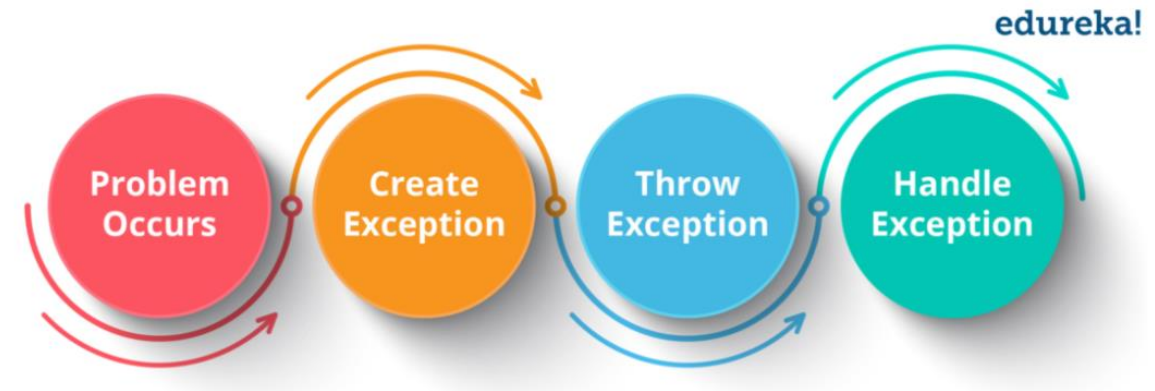 edureka!
Problem
Occurs
Create
Exception
Throw
Exception
Handle
Exception